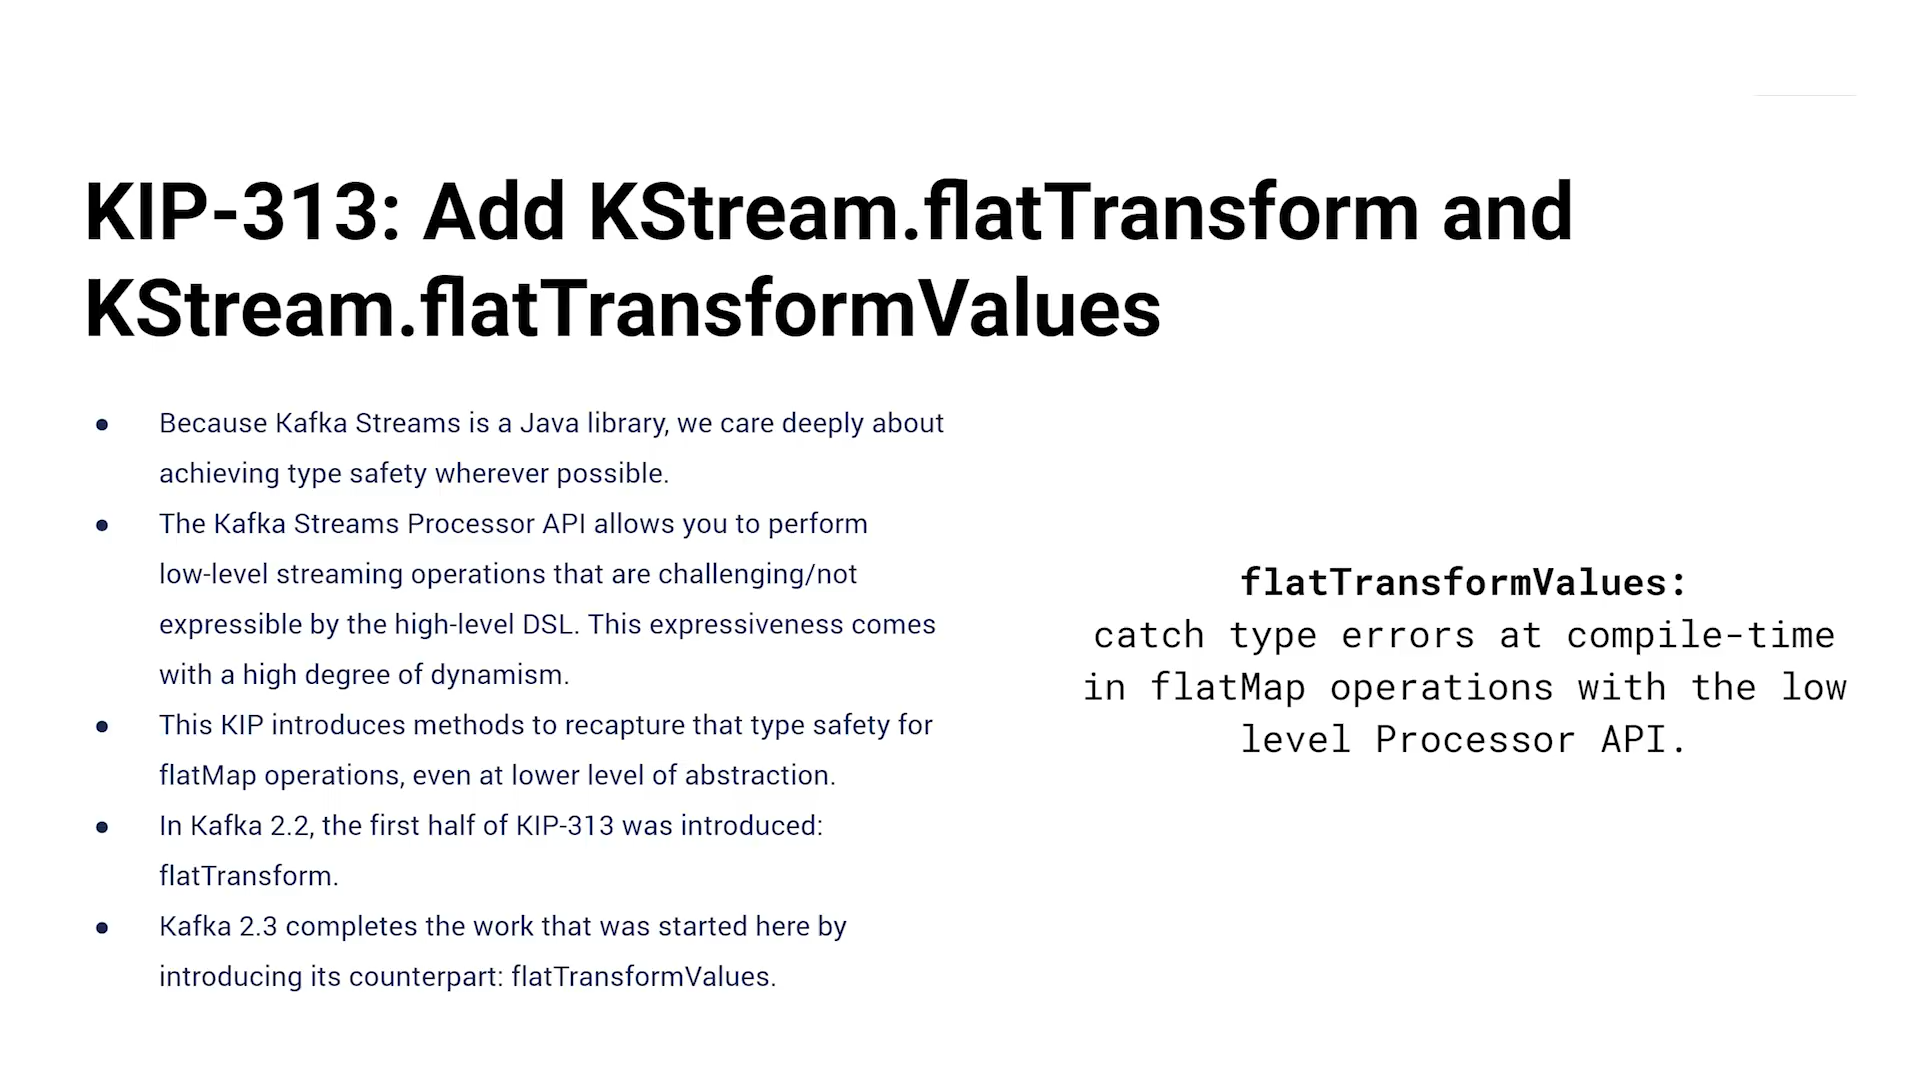 KIP-313: Add KStream.flatTransform and
KStream.flatTransformValues
● Because Kafka Streams is a Java library, we care deeply about
achieving type safety wherever possible.
● The Kafka Streams Processor API allows you to perform
low-level streaming operations that are challenging/not
expressible by the high-level DSL. This expressiveness comes
with a high degree of dynamism.
● This KIP introduces methods to recapture that type safety for
flatMap operations, even at lower level of abstraction.
● In Kafka 2.2, the first half of KIP-313 was introduced:
flatTransform.
● Kafka 2.3 completes the work that was started here by
introducing its counterpart: flatTransformValues.
flatTransformValues:
catch type errors at compile-time
in flatMap operations with the low
level Processor API.